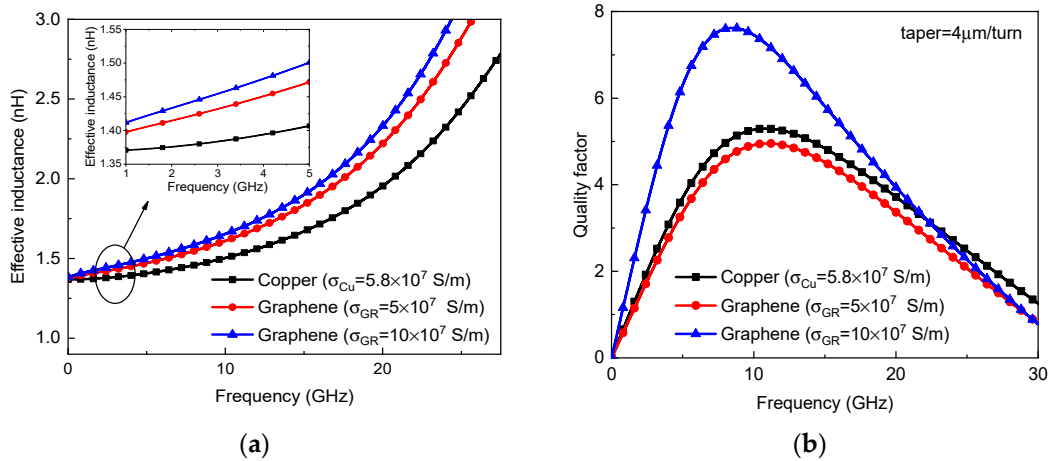 3.0
2.5
2.0
1.5
1.0
Effective inductance (nH)
0
10
20
Frequency (GHz)
1.55
1.50
1.45
1.40
1.35
Effective inductance (nH)
1
2
3
4
5
Frequency (GHz)
Copper (σCu=5.8×10⁷ S/m)
Graphene (σGR=5×10⁷ S/m)
Graphene (σGR=10×10⁷ S/m)
(a)
8
6
4
2
0
Quality factor
taper=4μm/turn
Copper (σCu=5.8×10⁷ S/m)
Graphene (σGR=5×10⁷ S/m)
Graphene (σGR=10×10⁷ S/m)
0
5
10
15
20
25
30
Frequency (GHz)
(b)